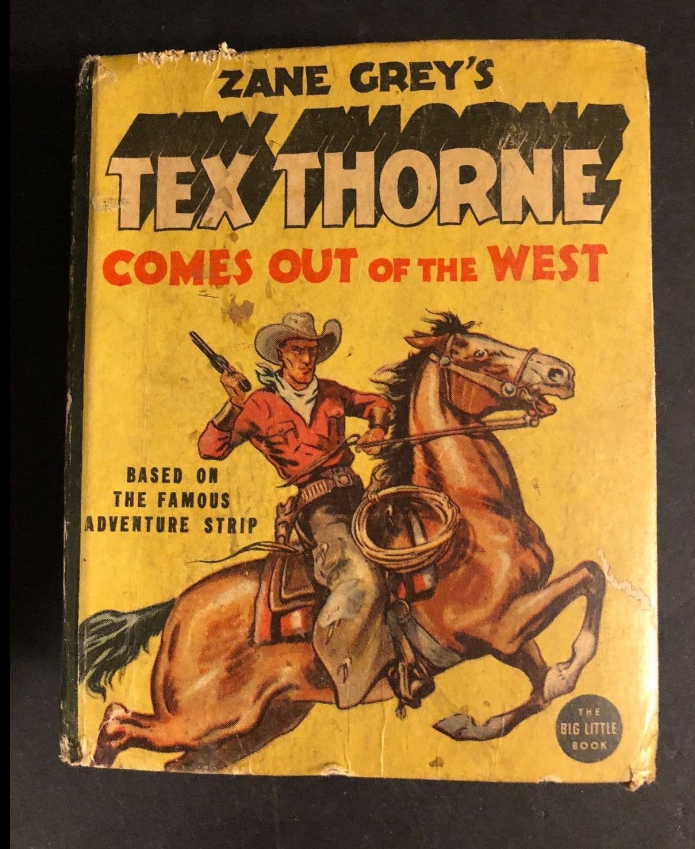 ZANE GREY'S
TEX THORNE
COMES OUT OF THE WEST
BASED ON
THE FAMOUS
ADVENTURE STRIP
THE
BIG LITTLE
BOOK